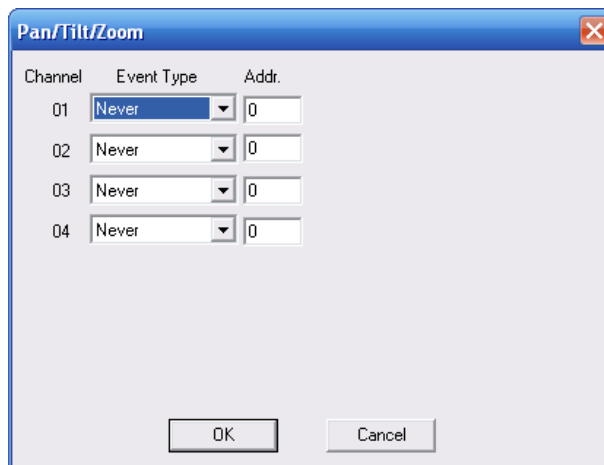 Pan/Tilt/Zoom
Channel Event Type Addr.
01 Never 0
02 Never 0
03 Never 0
04 Never 0
OK Cancel